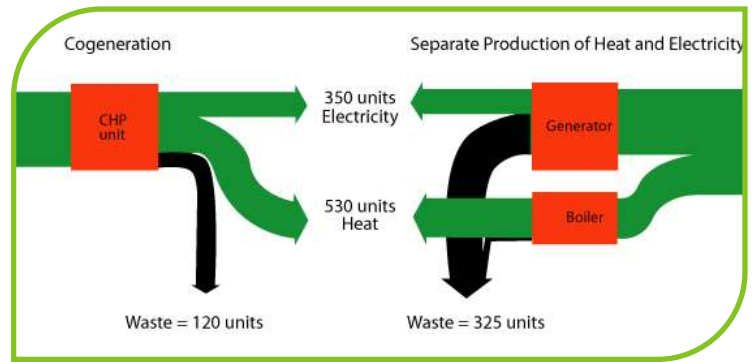 Cogeneration
Separate Production of Heat and Electricity
CHP
unit
350 units
Electricity
Generator
530 units
Heat
Boiler
Waste = 120 units
Waste = 325 units